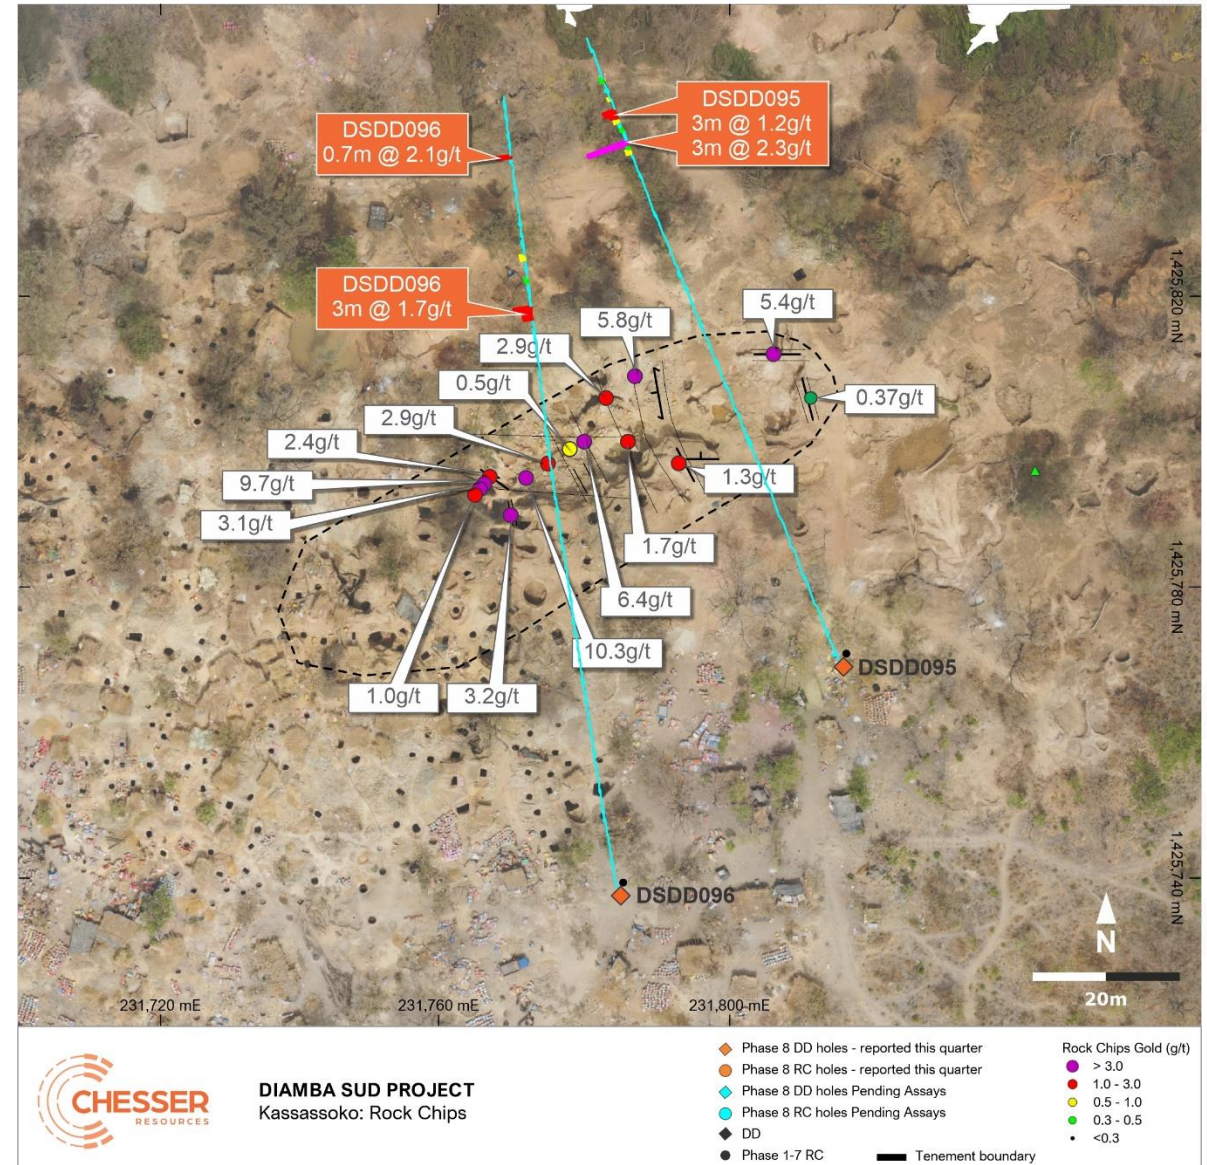 DSDD095
3m @ 1.2g/t
3m @ 2.3g/t
DSDD096
0.7m @ 2.1g/t
DSDD096
3m @ 1.7g/t
1,425,820 mN
5.4g/t
5.8g/t
2.9g/t
0.5g/t
0.37g/t
2.9g/t
2.4g/t
9.7g/t
1.3g/t
3.1g/t
1.7g/t
6.4g/t
10.3g/t
1.0g/t
3.2g/t
1,425,780 mN
DSDD095
1,425,740 mN
DSDD096
N
20m
231,720 mE
231,760 mE
231,800 mE
CHESSER
RESOURCES
DIAMBA SUD PROJECT
Kassassoko: Rock Chips
Phase 8 DD holes - reported this quarter
Phase 8 RC holes - reported this quarter
Phase 8 DD holes Pending Assays
Phase 8 RC holes Pending Assays
DD
Phase 1-7 RC
Tenement boundary
Rock Chips Gold (g/t)
> 3.0
1.0 - 3.0
0.5 - 1.0
0.3 - 0.5
<0.3